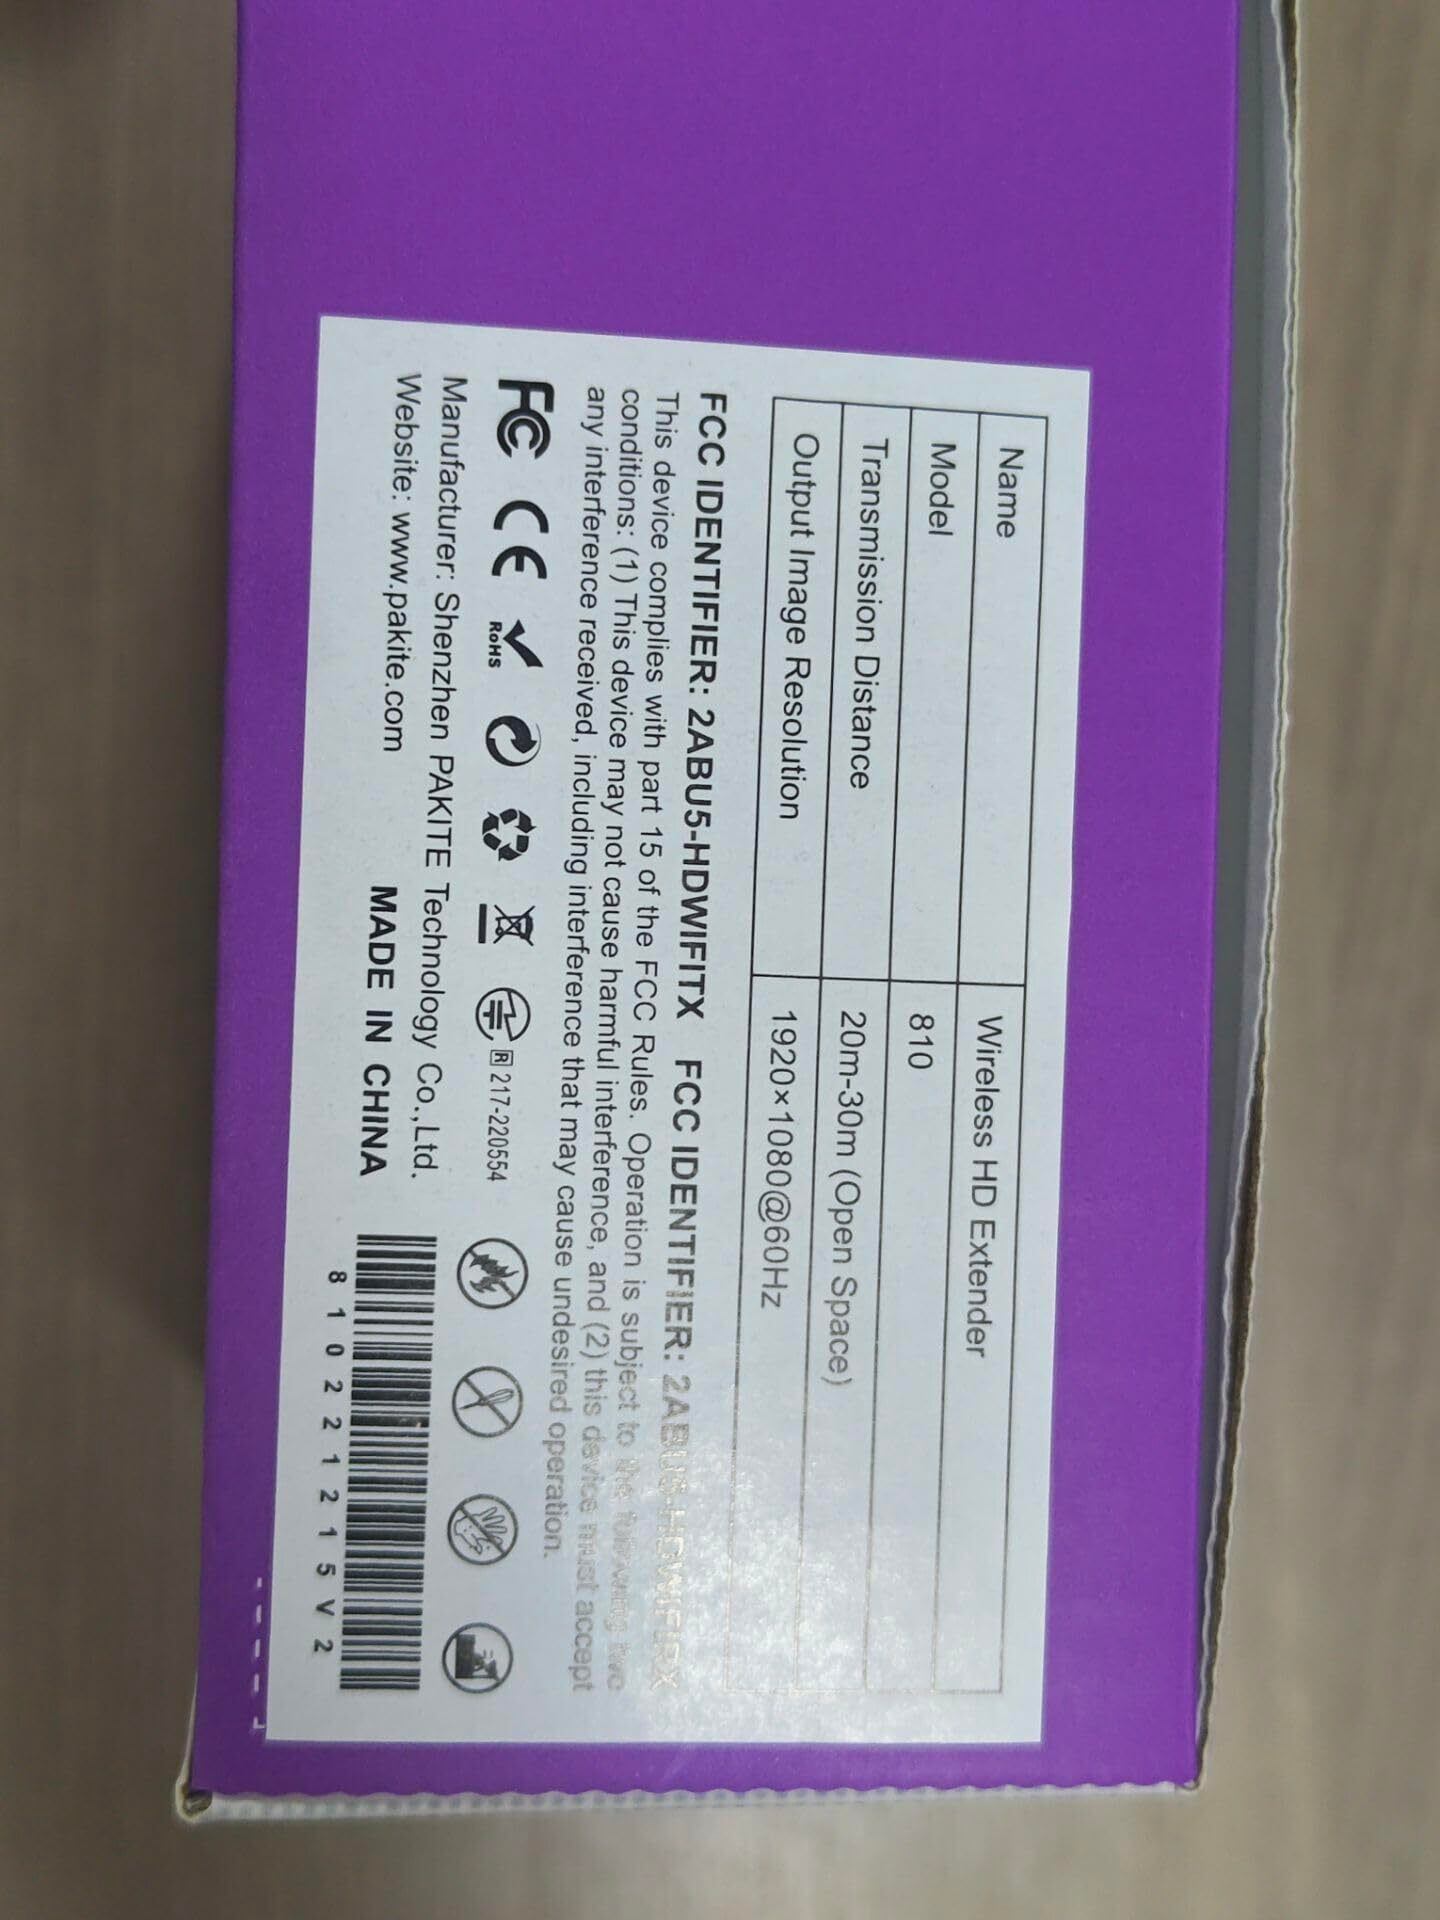 Name Wireless HD Extender
Model 810
Transmission Distance 20m-30m (Open Space)
Output Image Resolution 1920×1080@60Hz
FCC IDENTIFIER: 2ABU5-HDWIFITX FCC IDENTIFIER: 2ABU5-HDWIFIRX
This device complies with part 15 of the FCC Rules. Operation is subject to the following two
conditions: (1) This device may not cause harmful interference, and (2) this device must accept
any interference received, including interference that may cause undesired operation.
FC CE RoHS R 217-220554
Manufacturer: Shenzhen PAKITE Technology Co.,Ltd.
Website: www.pakite.com MADE IN CHINA
810221215V2